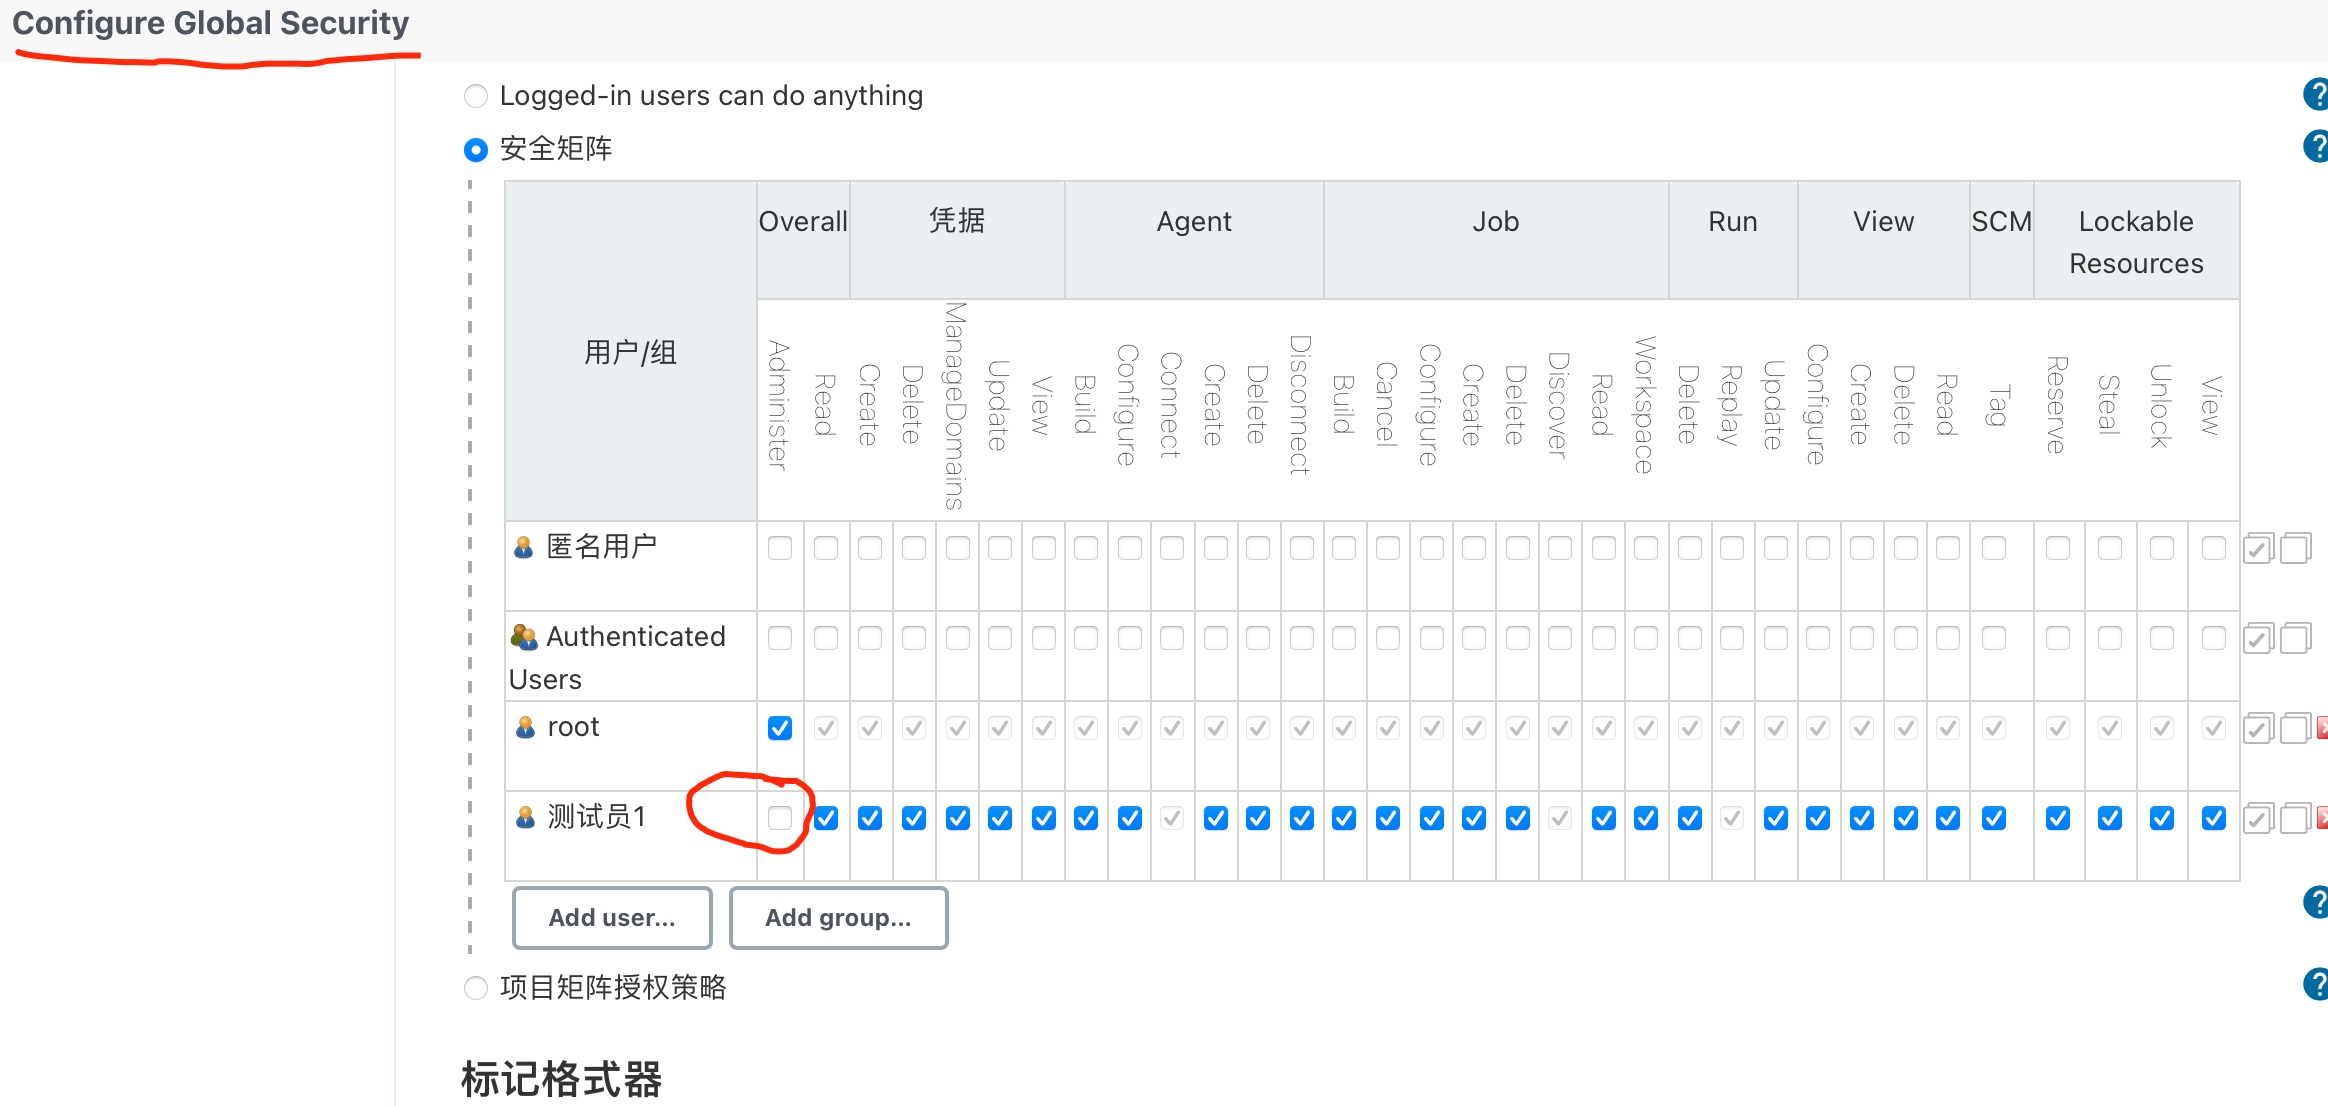 Configure Global Security
Logged-in users can do anything
安全矩阵
用户/组
Overall
凭据
Agent
Job
Run
View
SCM
Lockable
Resources
Administer
Read
Create
Delete
ManageDomains
Update
View
Build
Configure
Connect
Create
Delete
Disconnect
Build
Cancel
Configure
Create
Delete
Discover
Read
Workspace
Delete
Replay
Update
Configure
Create
Delete
Read
Tag
Reserve
Steal
Unlock
View
匿名用户
Authenticated
Users
root
测试员1
Add user...
Add group...
项目矩阵授权策略
标记格式器